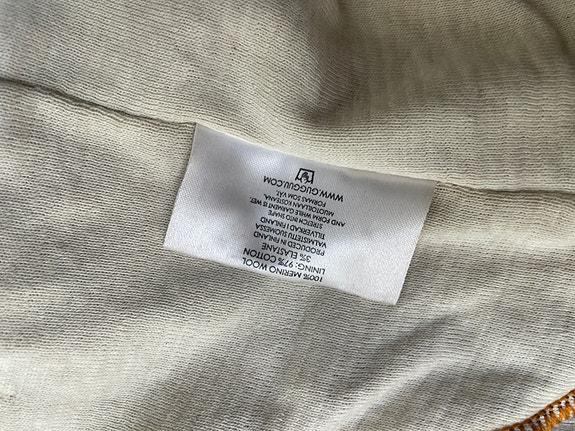 100% MERINO WOOL
LINING: 97% COTTON
3% ELASTANE
PRODUCED IN FINLAND
VALMISTETTU SUOMESSA
TILLVERKAD I FINLAND
STRETCH INTO SHAPE
AND FORM WHILE GARMENT IS WET.
MUOTOILLAAN KOSTEANA.
FORMAS SOM VÅT.
WWW.GUGGUU.COM